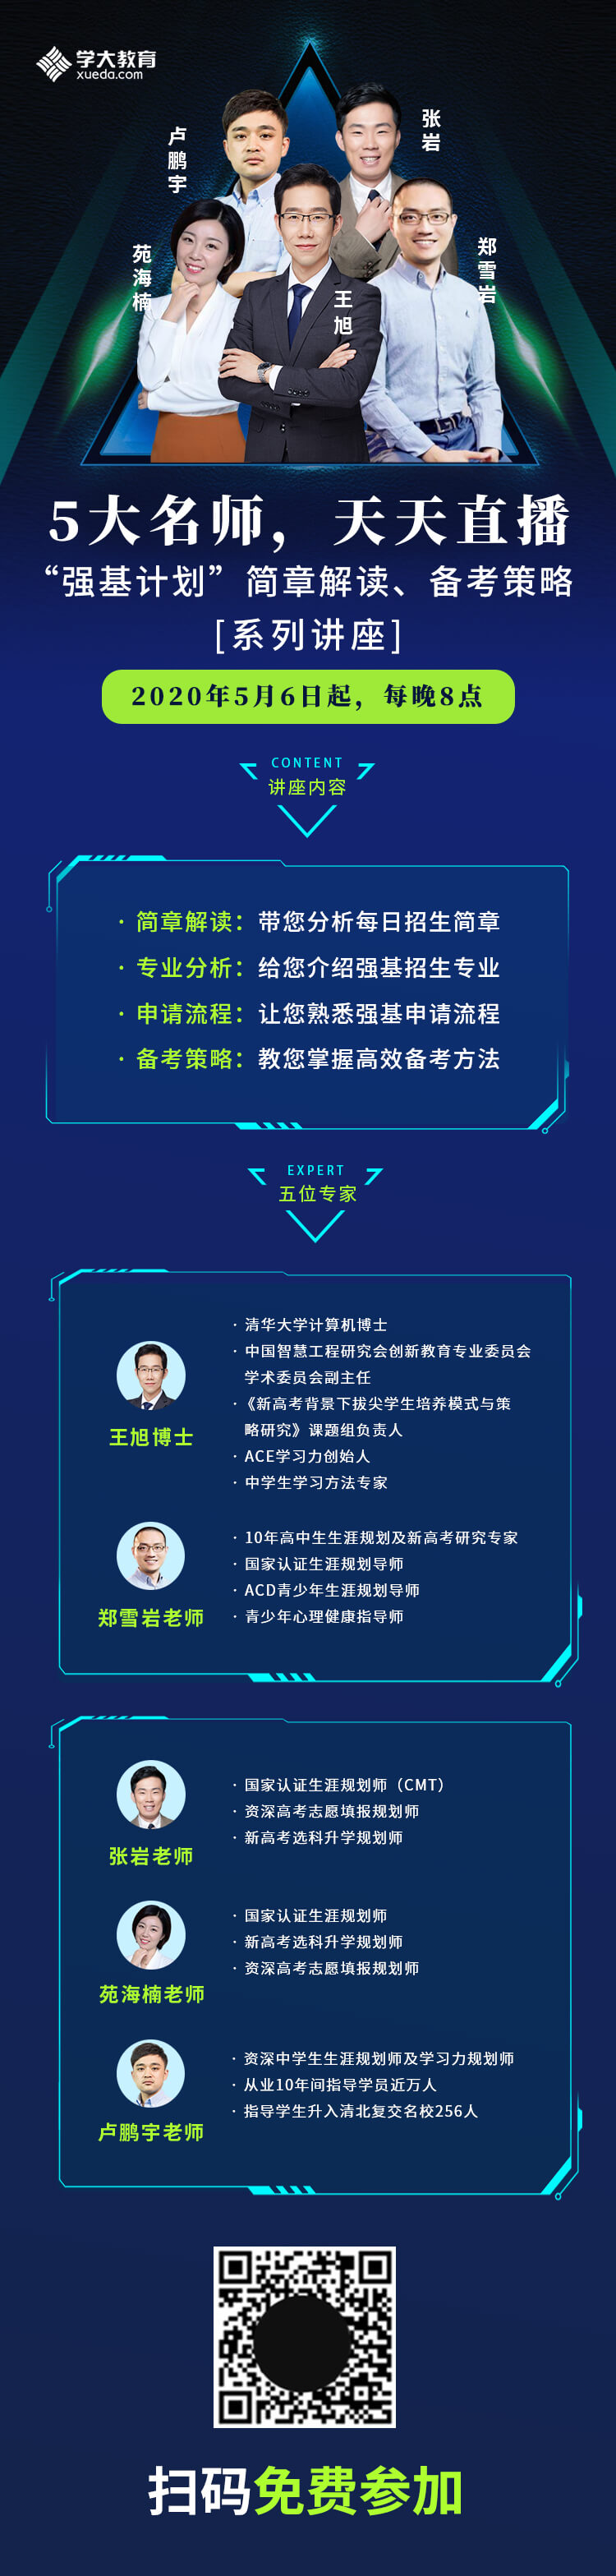 学大教育
xueda.com
张岩
卢鹏宇
苑海楠
郑雪岩
王旭
5大名师，天天直播
“强基计划”简章解读、备考策略
[系列讲座]
2020年5月6日起，每晚8点
CONTENT
讲座内容
· 简章解读：带您分析每日招生简章
· 专业分析：给您介绍强基招生专业
· 申请流程：让您熟悉强基申请流程
· 备考策略：教您掌握高效备考方法
EXPERT
五位专家
· 清华大学计算机博士
· 中国智慧工程研究会创新教育专业委员会
学术委员会副主任
· 《新高考背景下拔尖学生培养模式与策
略研究》课题组负责人
· ACE学习力创始人
· 中学生学习方法专家
王旭博士
· 10年高中生生涯规划及新高考研究专家
· 国家认证生涯规划导师
· ACD青少年生涯规划导师
· 青少年心理健康指导师
郑雪岩老师
· 国家认证生涯规划师（CMT）
· 资深高考志愿填报规划师
· 新高考选科升学规划师
张岩老师
· 国家认证生涯规划师
· 新高考选科升学规划师
· 资深高考志愿填报规划师
苑海楠老师
· 资深中学生生涯规划师及学习力规划师
· 从业10年间指导学员近万人
· 指导学生升入清北复交名校256人
卢鹏宇老师
扫码免费参加